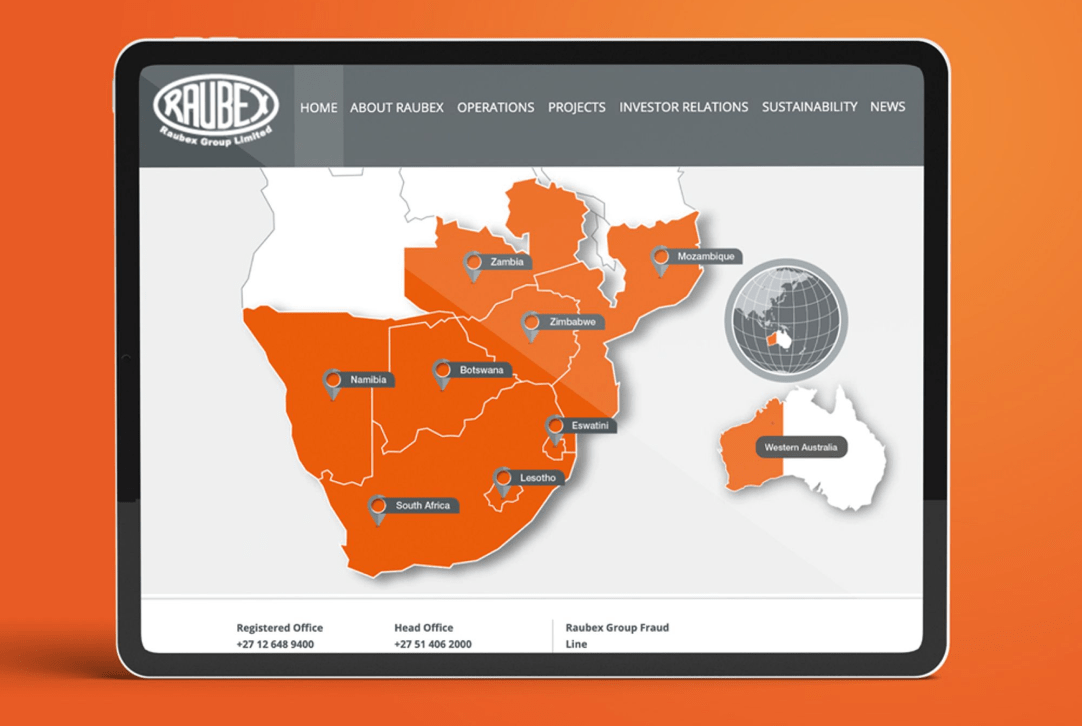 RAUBEX
Raubex Group Limited
HOME ABOUT RAUBEX OPERATIONS PROJECTS INVESTOR RELATIONS SUSTAINABILITY NEWS
Zambia
Mozambique
Zimbabwe
Botswana
Namibia
Eswatini
Western Australia
Lesotho
South Africa
Registered Office
+27 12 648 9400
Head Office
+27 51 406 2000
Raubex Group Fraud
Line